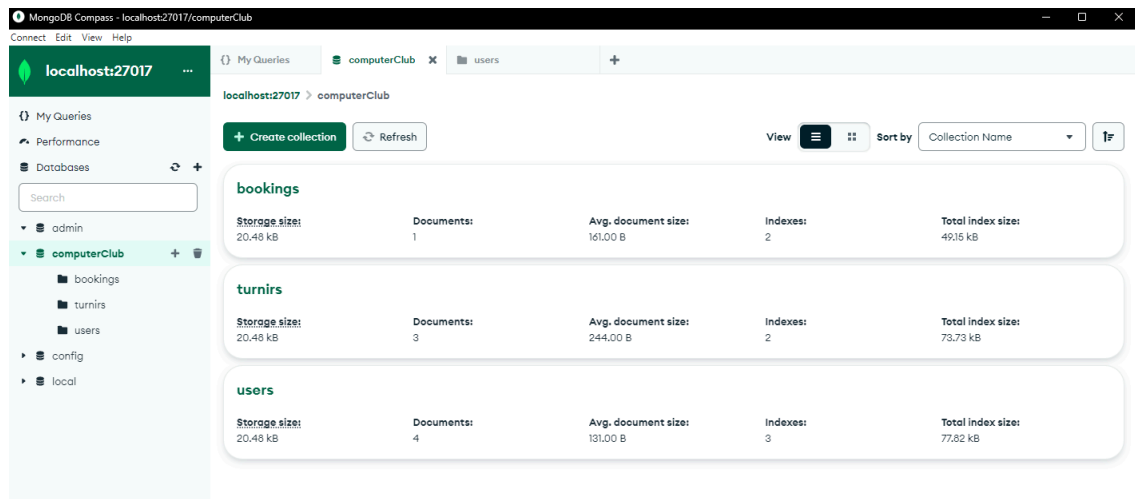 MongoDB Compass - localhost:27017/computerClub
Connect Edit View Help
localhost:27017 ...
{} My Queries
Performance
Databases
Search
admin
computerClub
bookings
turnirs
users
config
local
{} My Queries computerClub users
localhost:27017 > computerClub
+ Create collection Refresh View Sort by Collection Name
bookings
Storage size: Documents: Avg. document size: Indexes: Total index size:
20.48 kB 1 161.00 B 2 49.15 kB
turnirs
Storage size: Documents: Avg. document size: Indexes: Total index size:
20.48 kB 3 244.00 B 2 73.73 kB
users
Storage size: Documents: Avg. document size: Indexes: Total index size:
20.48 kB 4 131.00 B 3 77.82 kB